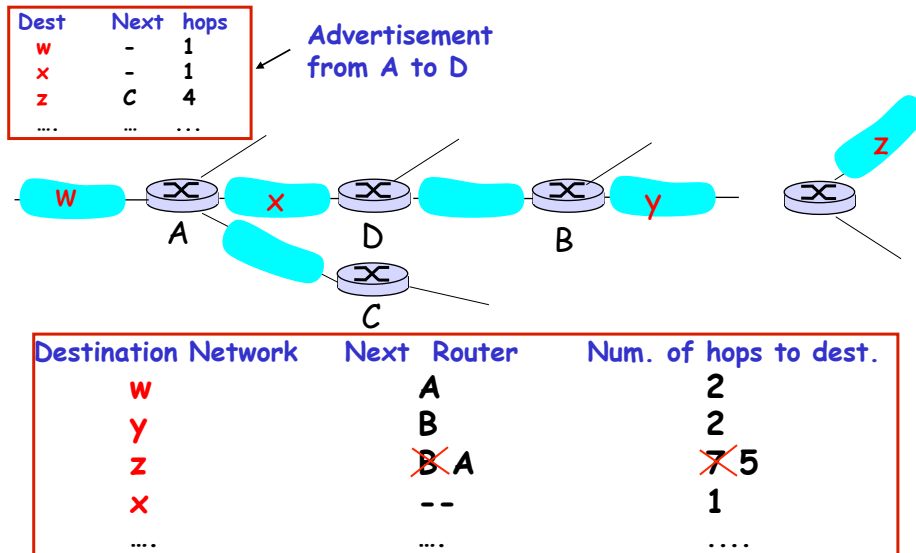 Dest Next hops
w - 1
x - 1
z C 4
.... ... ...
Advertisement
from A to D
z
w x y
A D B
C
Destination Network Next Router Num. of hops to dest.
w A 2
y B 2
z B A 7 5
x -- 1
.... .... ....